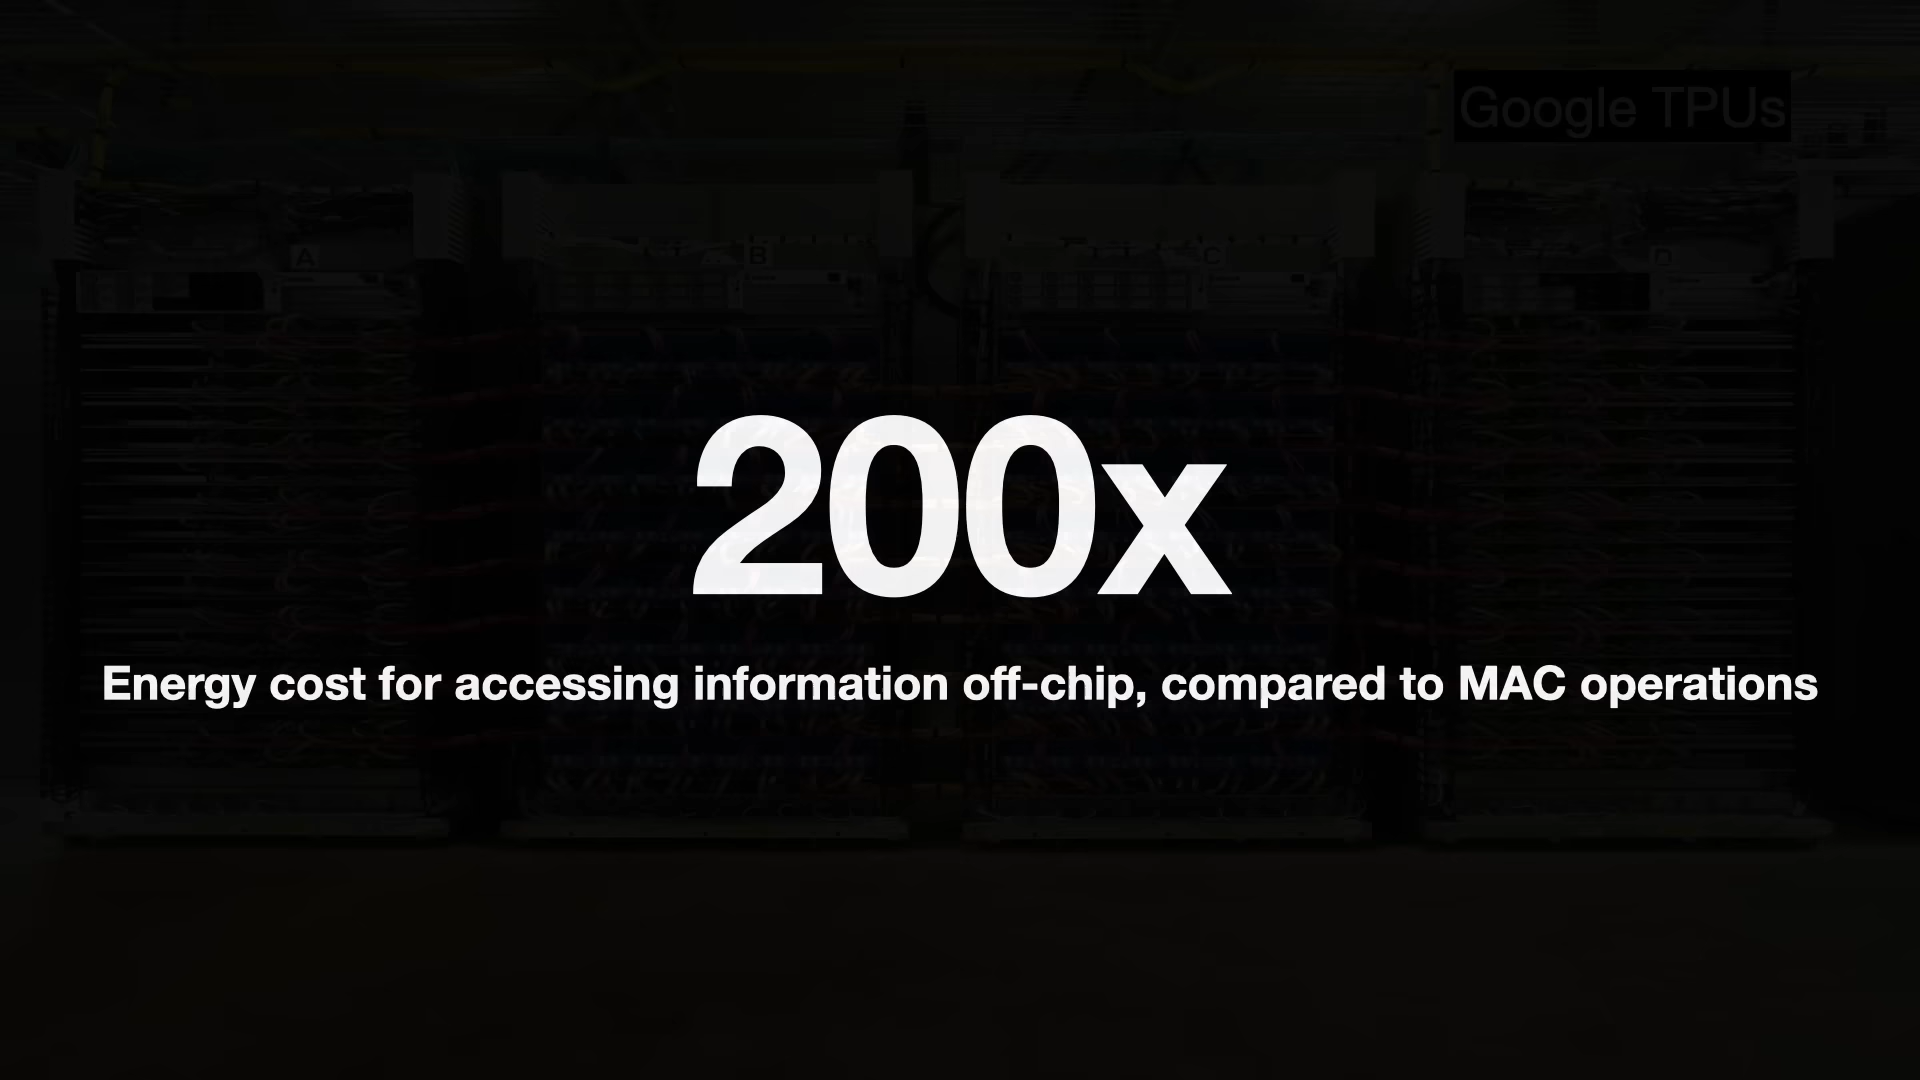 Google TPUs
A
B
C
D
200x
Energy cost for accessing information off-chip, compared to MAC operations